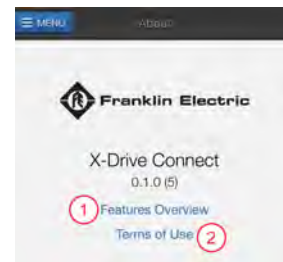 MENU About
Franklin Electric
X-Drive Connect
0.1.0 (5)
1 Features Overview
Terms of Use 2